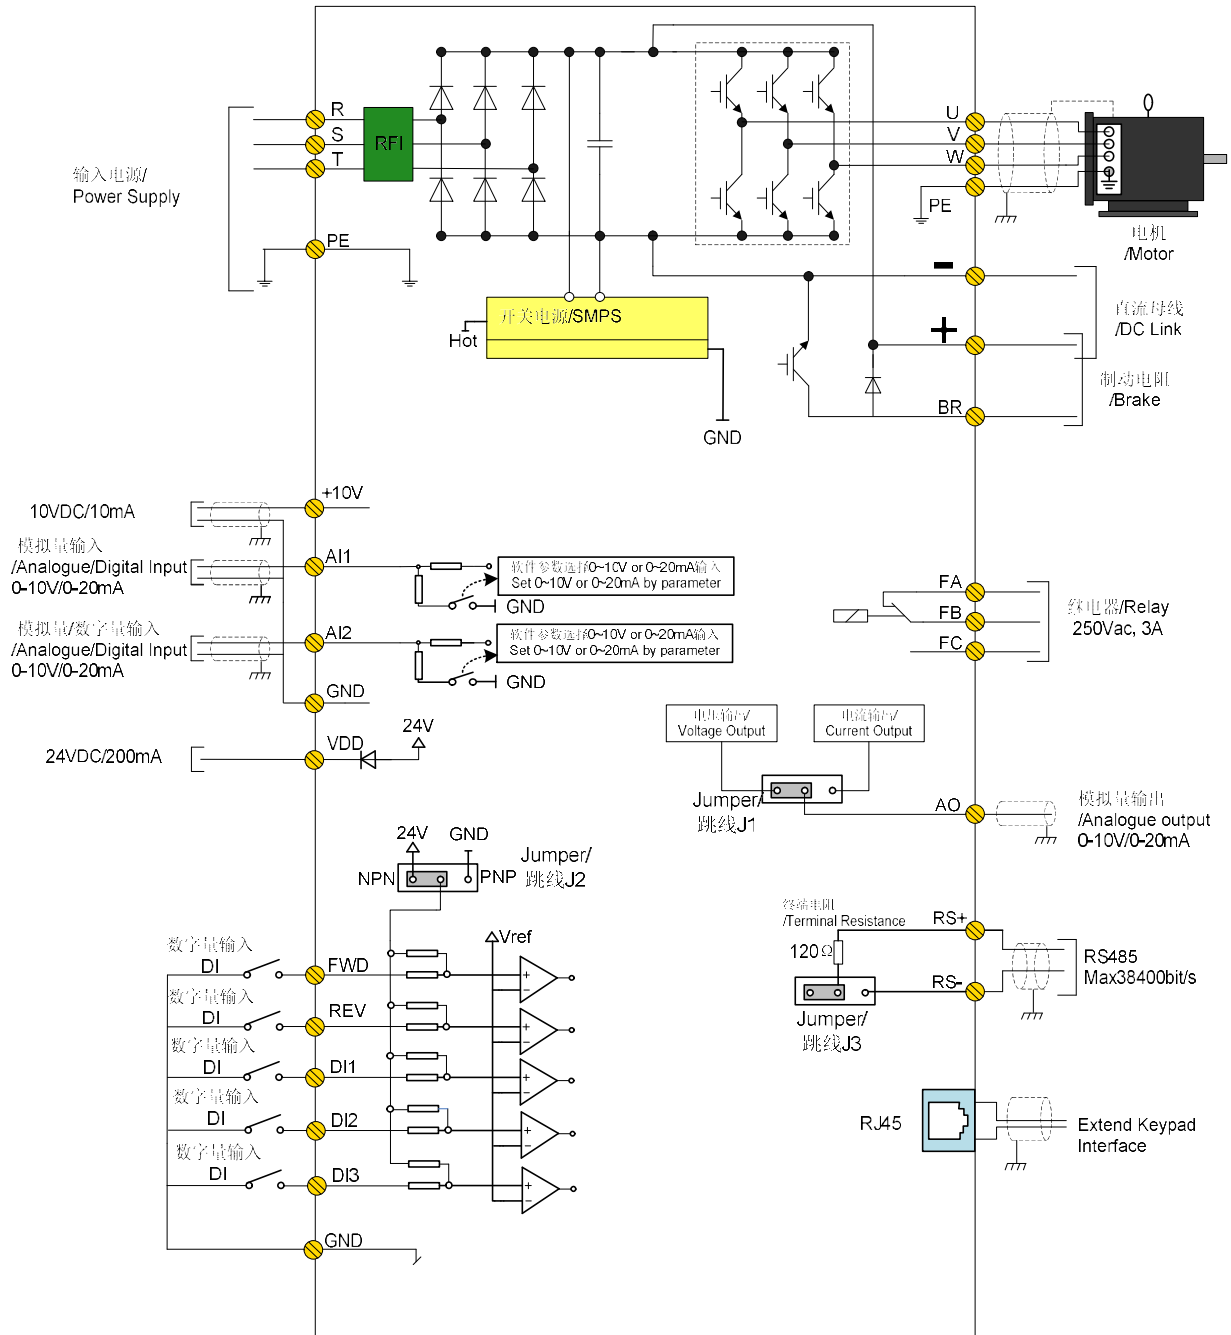 R
S
T
RFI
输入电源/
Power Supply
PE
U
V
W
PE
电机
/Motor
-
+
BR
直流母线
/DC Link
制动电阻
/Brake
开关电源/SMPS
Hot
GND
+10V
10VDC/10mA
模拟量输入
/Analogue/Digital Input
0-10V/0-20mA
AI1
软件参数选择0~10V or 0~20mA输入
Set 0~10V or 0~20mA by parameter
GND
模拟量/数字量输入
/Analogue/Digital Input
0-10V/0-20mA
AI2
软件参数选择0~10V or 0~20mA输入
Set 0~10V or 0~20mA by parameter
GND
GND
24VDC/200mA
VDD
24V
FA
FB
FC
继电器/Relay
250Vac, 3A
电压输出/
Voltage Output
电流输出/
Current Output
Jumper/
跳线J1
AO
模拟量输出
/Analogue output
0-10V/0-20mA
24V
GND
NPN
PNP
Jumper/
跳线J2
终端电阻
/Terminal Resistance
120Ω
RS+
RS-
RS485
Max38400bit/s
Jumper/
跳线J3
Vref
数字量输入
DI
FWD
+
-
数字量输入
DI
REV
+
-
数字量输入
DI
DI1
+
-
数字量输入
DI
DI2
+
-
数字量输入
DI
DI3
+
-
GND
RJ45
Extend Keypad
Interface